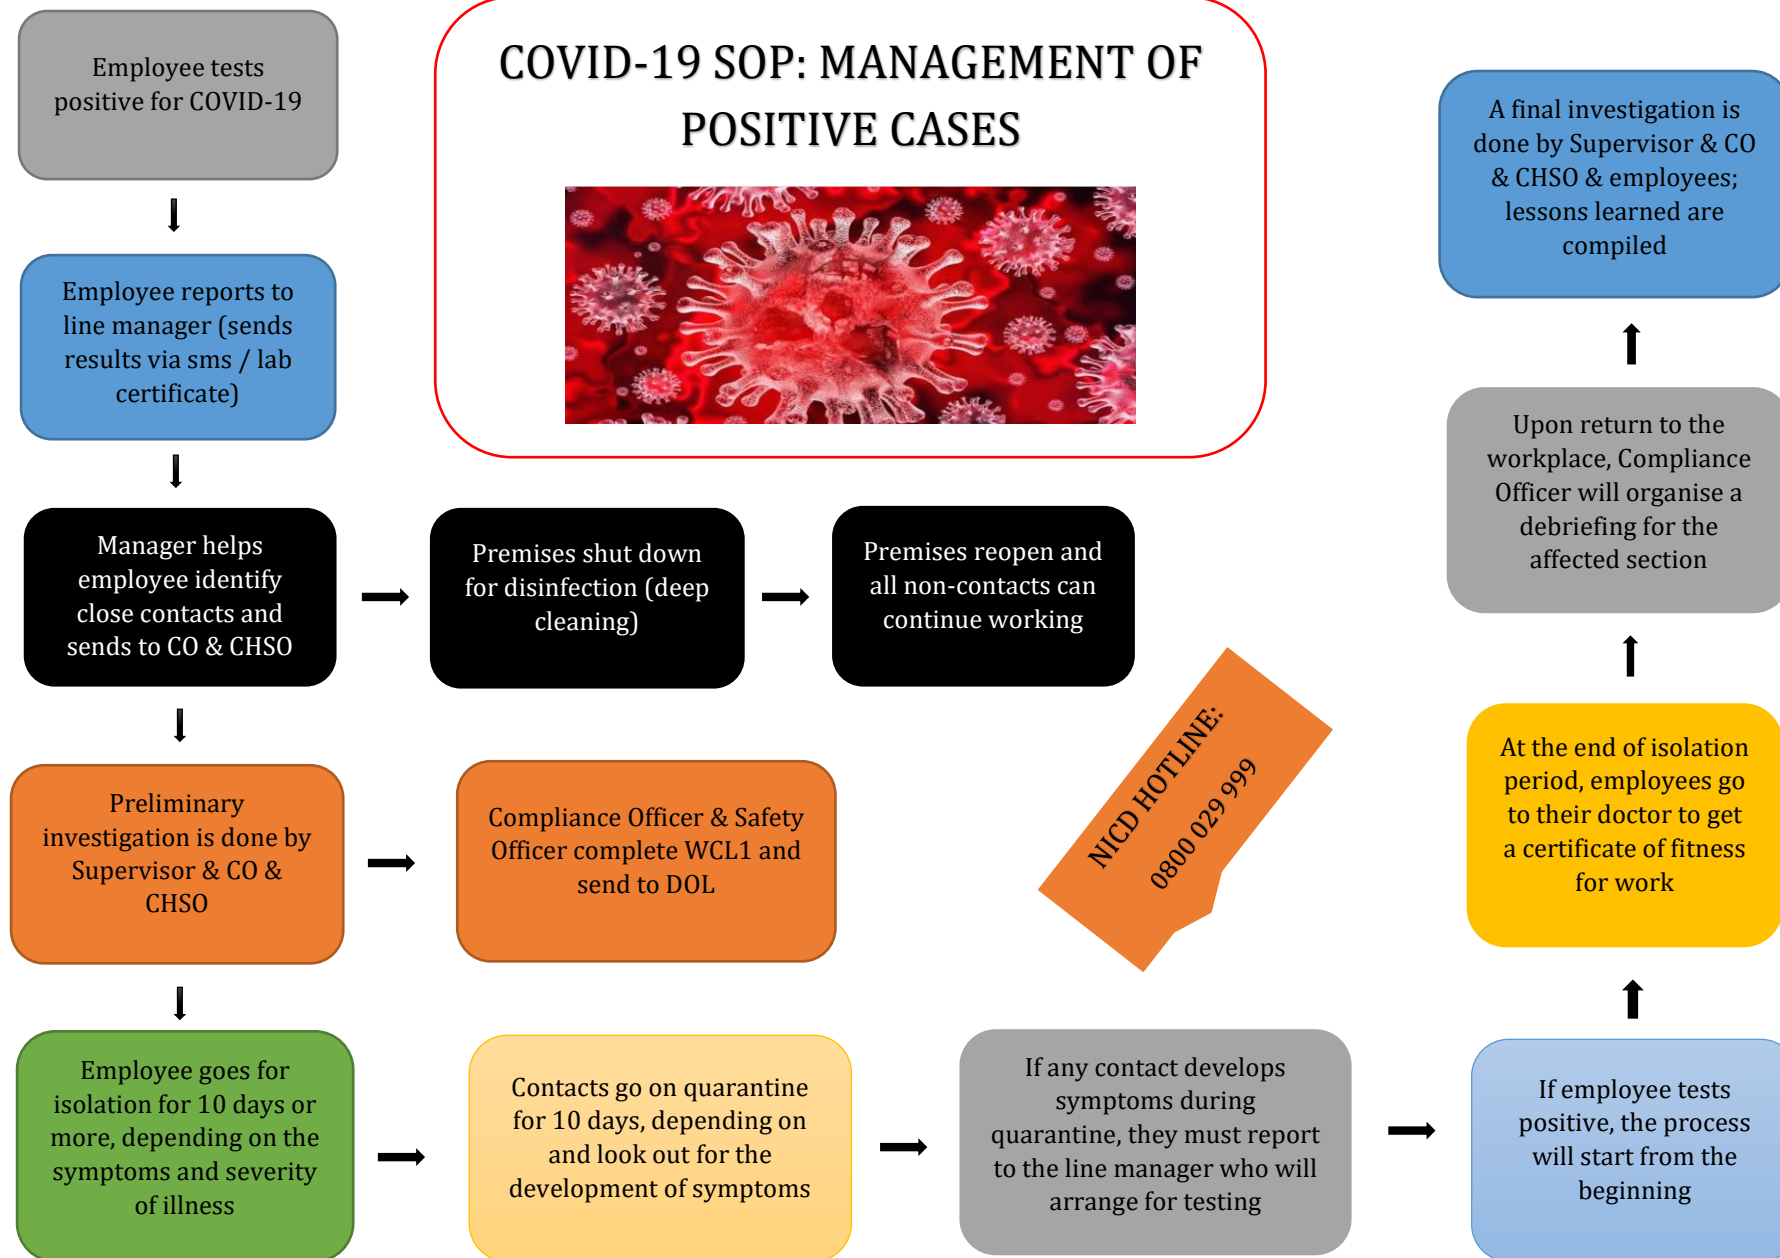 COVID-19 SOP: MANAGEMENT OF
POSITIVE CASES
Employee tests
positive for COVID-19
Employee reports to
line manager (sends
results via sms / lab
certificate)
Manager helps
employee identify
close contacts and
sends to CO & CHSO
Premises shut down
for disinfection (deep
cleaning)
Premises reopen and
all non-contacts can
continue working
Preliminary
investigation is done by
Supervisor & CO &
CHSO
Compliance Officer & Safety
Officer complete WCL1 and
send to DOL
Employee goes for
isolation for 10 days or
more, depending on the
symptoms and severity
of illness
Contacts go on quarantine
for 10 days, depending on
and look out for the
development of symptoms
If any contact develops
symptoms during
quarantine, they must report
to the line manager who will
arrange for testing
If employee tests
positive, the process
will start from the
beginning
At the end of isolation
period, employees go
to their doctor to get
a certificate of fitness
for work
Upon return to the
workplace, Compliance
Officer will organise a
debriefing for the
affected section
A final investigation is
done by Supervisor & CO
& CHSO & employees;
lessons learned are
compiled
NICD HOTLINE:
0800 029 999